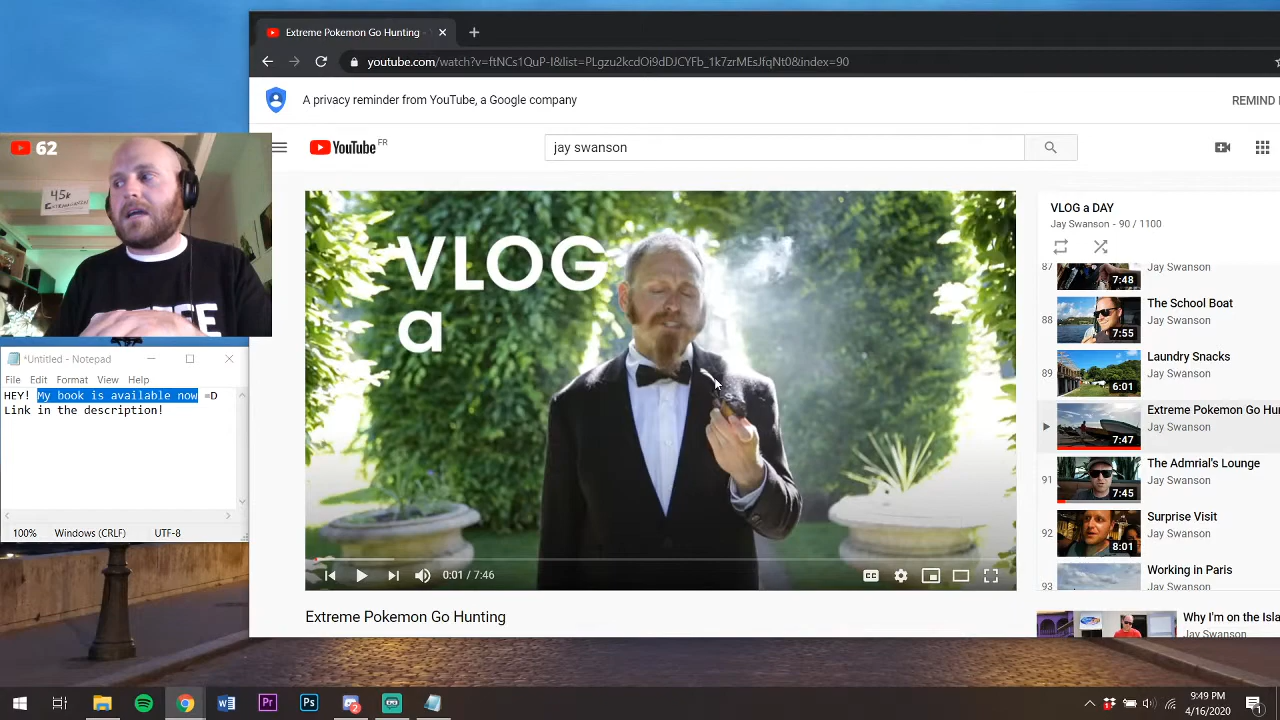 Extreme Pokemon Go Hunting -
youtube.com/watch?v=ftNCs1QuP-I&list=PLgzu2kcdOi9dDJCYFb_1k7zrMEsJfqNt0&index=90
A privacy reminder from YouTube, a Google company
REMIND
62
YouTube FR
jay swanson
45k
VLOG
a
VLOG a DAY
Jay Swanson - 90 / 1100
Jay Swanson
7:48
88
The School Boat
Jay Swanson
7:55
89
Laundry Snacks
Jay Swanson
6:01
Extreme Pokemon Go Hu
Jay Swanson
7:47
91
The Admrial's Lounge
Jay Swanson
7:45
92
Surprise Visit
Jay Swanson
8:01
93
Working in Paris
Jay Swanson
*Untitled - Notepad
File Edit Format View Help
HEY! My book is available now =D
Link in the description!
100% Windows (CRLF) UTF-8
0:01 / 7:46
CC
Extreme Pokemon Go Hunting
Why I'm on the Isla
Jay Swanson
W
Pr
Ps
2
9:49 PM
4/16/2020
1